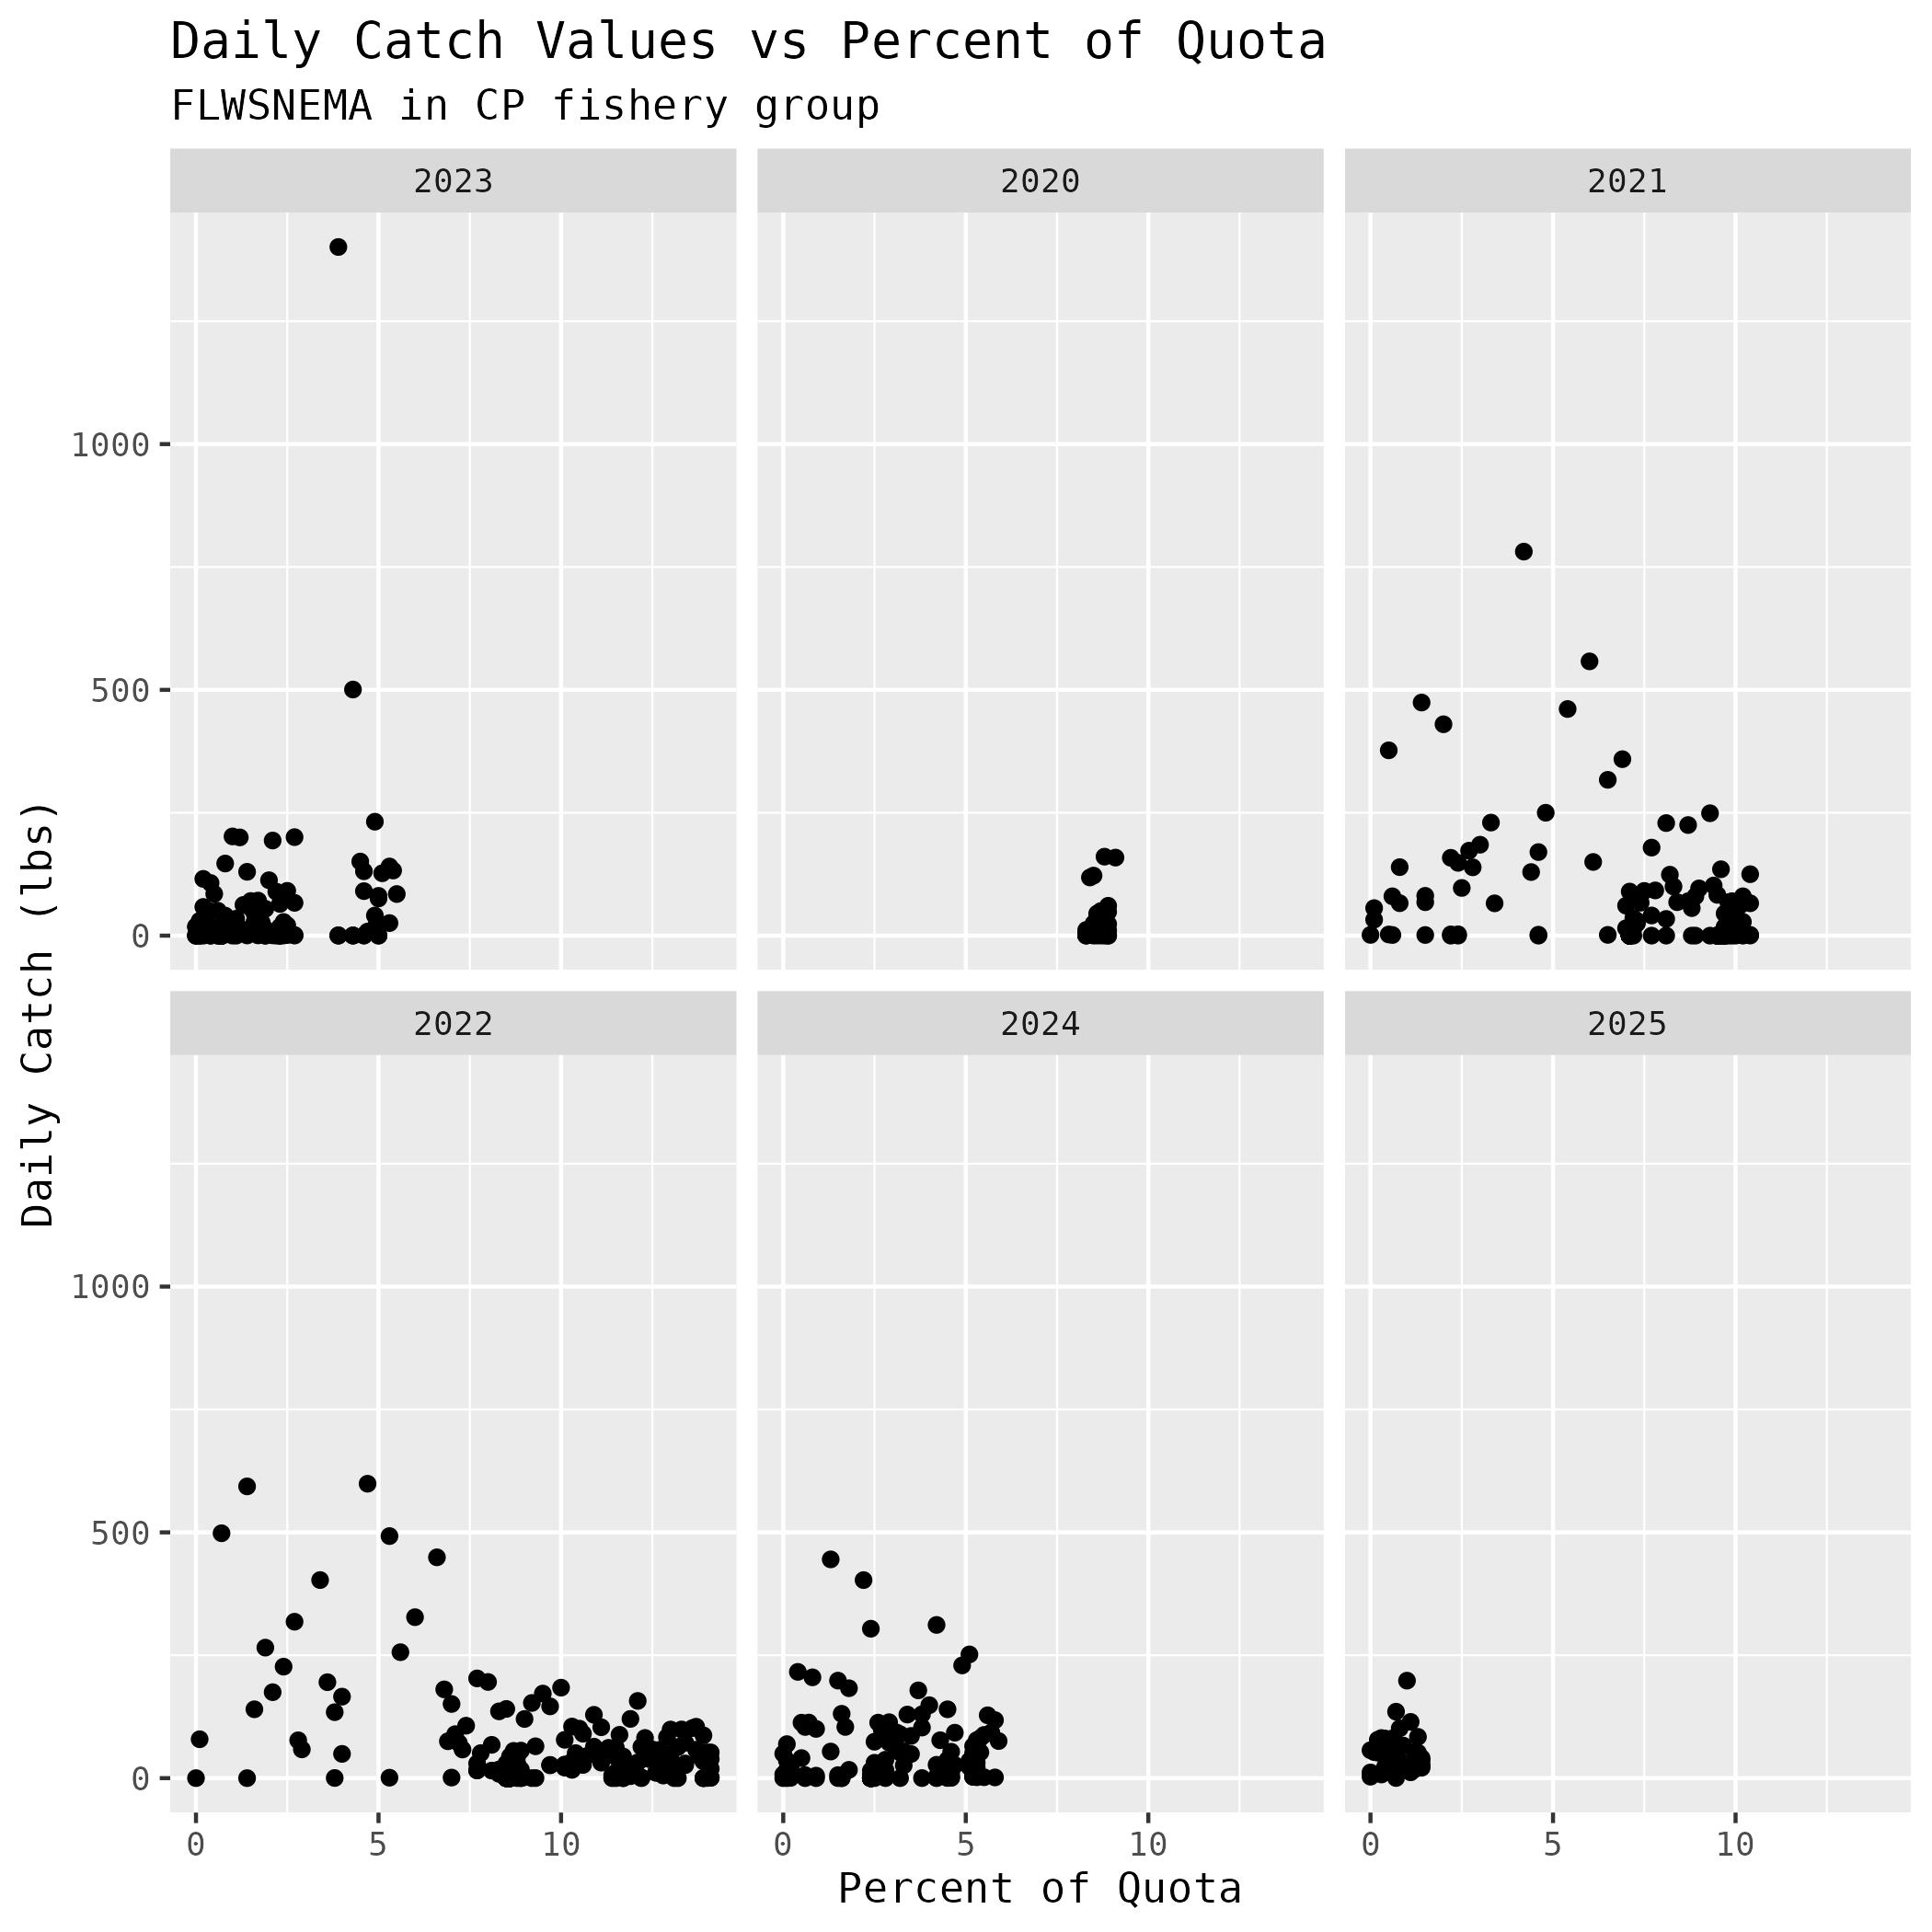 Daily Catch Values vs Percent of Quota
FLWSNEMA in CP fishery group
2023 2020 2021
1000
500
0
Daily Catch (lbs)
2022 2024 2025
1000
500
0
0 5 10 0 5 10 0 5 10
Percent of Quota